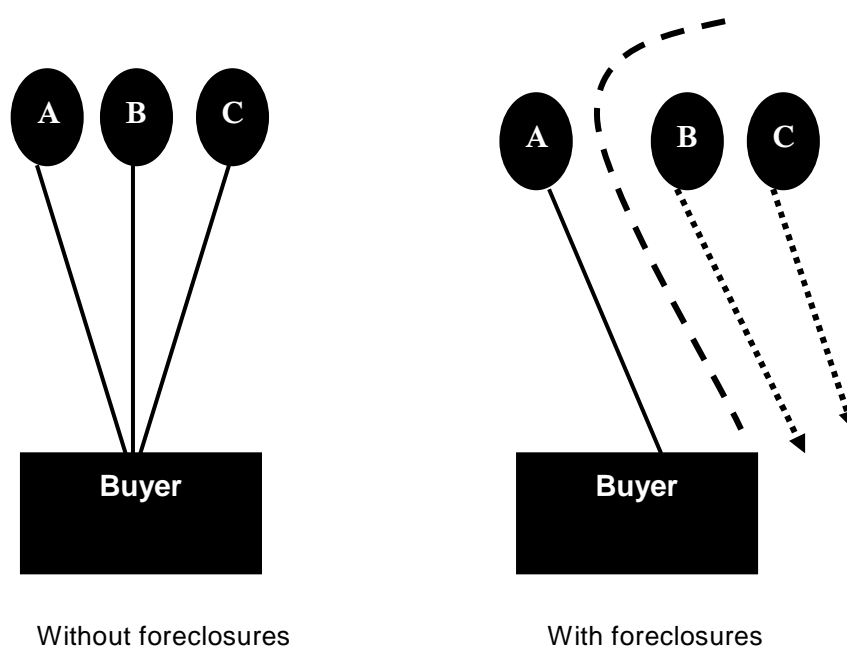 A B C
Buyer
Without foreclosures
A B C
Buyer
With foreclosures